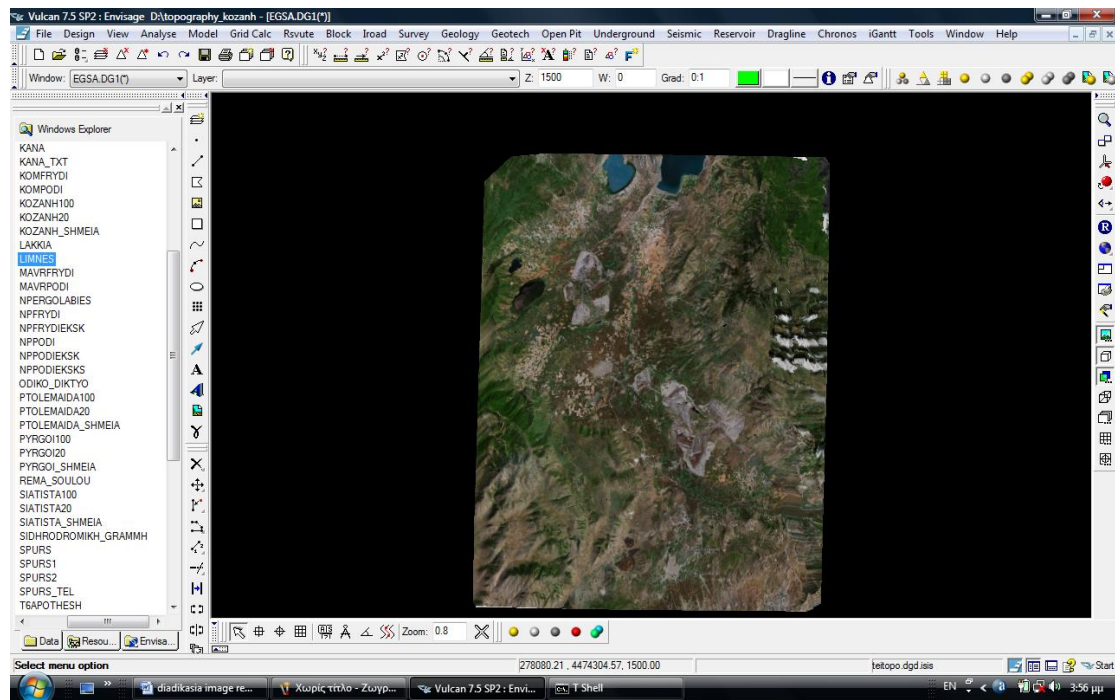 Vulcan 7.5 SP2 : Envisage D:\topography_kozanh - [EGSA.DG1(*)]
File Design View Analyse Model Grid Calc Rsvute Block Iroad Survey Geology Geotech Open Pit Underground Seismic Reservoir Dragline Chronos iGantt Tools Window Help
Window: EGSA.DG1(*) Layer: Z: 1500 W: 0 Grad: 0:1
Windows Explorer
KANA
KANA_TXT
KOMFRYDI
KOMPODI
KOZANH100
KOZANH20
KOZANH_SHMEIA
LAKKIA
LIMNES
MAVRFRYDI
MAVRPODI
NPERGOLABIES
NPFRYDI
NPFRYDIEKSK
NPPODI
NPPODIEKSK
NPPODIEKSKS
ODIKO_DIKTYO
PTOLEMAIDA100
PTOLEMAIDA20
PTOLEMAIDA_SHMEIA
PYRGOI100
PYRGOI20
PYRGOI_SHMEIA
REMA_SOULOU
SIATISTA100
SIATISTA20
SIATISTA_SHMEIA
SIDHRODROMIKH_GRAMMH
SPURS
SPURS1
SPURS2
SPURS_TEL
T6APOTHESH
Data Resou... Envisa...
Zoom: 0.8
Select menu option 278080.21 , 4474304.57, 1500.00 teitopo.dgd.isis Start
diadikasia image re... Χωρίς τίτλο - Ζωγρ... Vulcan 7.5 SP2 : Envi... T Shell EN 3:56 μμ